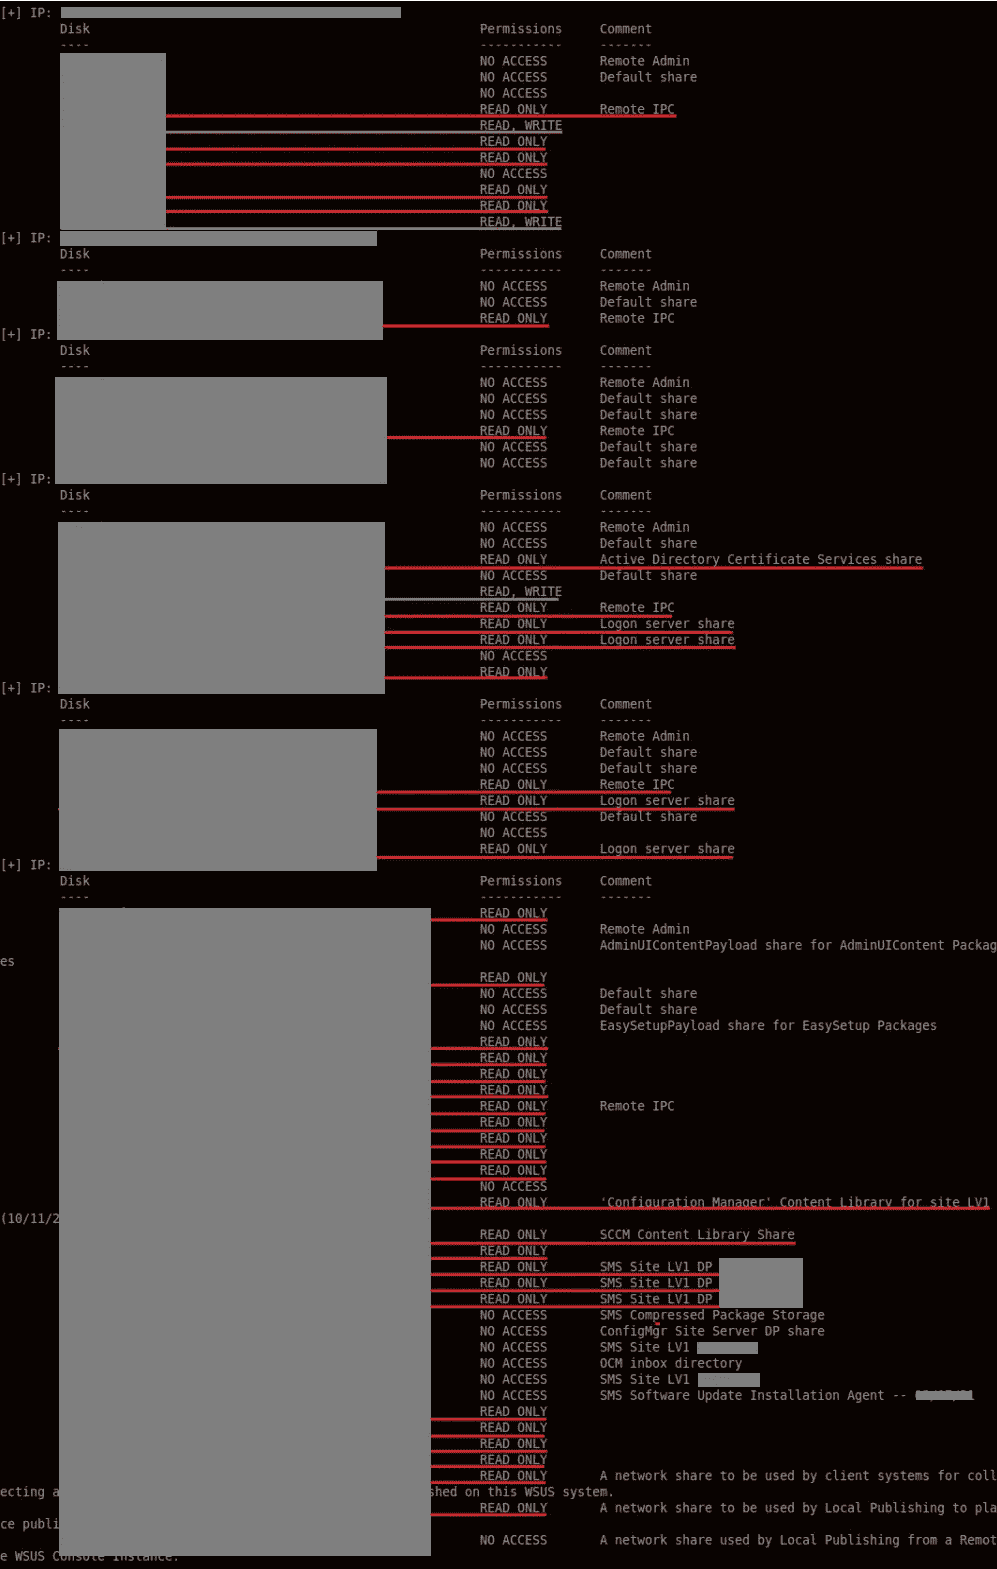 [+] IP:
Disk Permissions Comment
---- ----------- -------
NO ACCESS Remote Admin
NO ACCESS Default share
NO ACCESS
READ ONLY Remote IPC
READ, WRITE
READ ONLY
READ ONLY
NO ACCESS
READ ONLY
READ ONLY
READ, WRITE
[+] IP:
Disk Permissions Comment
---- ----------- -------
NO ACCESS Remote Admin
NO ACCESS Default share
READ ONLY Remote IPC
[+] IP:
Disk Permissions Comment
---- ----------- -------
NO ACCESS Remote Admin
NO ACCESS Default share
NO ACCESS Default share
READ ONLY Remote IPC
NO ACCESS Default share
NO ACCESS Default share
[+] IP:
Disk Permissions Comment
---- ----------- -------
NO ACCESS Remote Admin
NO ACCESS Default share
READ ONLY Active Directory Certificate Services share
NO ACCESS Default share
READ, WRITE
READ ONLY Remote IPC
READ ONLY Logon server share
READ ONLY Logon server share
NO ACCESS
READ ONLY
[+] IP:
Disk Permissions Comment
---- ----------- -------
NO ACCESS Remote Admin
NO ACCESS Default share
NO ACCESS Default share
READ ONLY Remote IPC
READ ONLY Logon server share
NO ACCESS Default share
NO ACCESS
READ ONLY Logon server share
[+] IP:
Disk Permissions Comment
---- ----------- -------
READ ONLY
NO ACCESS Remote Admin
NO ACCESS AdminUIContentPayload share for AdminUIContent Packag
es
READ ONLY
NO ACCESS Default share
NO ACCESS Default share
NO ACCESS EasySetupPayload share for EasySetup Packages
READ ONLY
READ ONLY
READ ONLY
READ ONLY
READ ONLY Remote IPC
READ ONLY
READ ONLY
READ ONLY
READ ONLY
NO ACCESS
READ ONLY 'Configuration Manager' Content Library for site LV1
(10/11/2
READ ONLY SCCM Content Library Share
READ ONLY
READ ONLY SMS Site LV1 DP
READ ONLY SMS Site LV1 DP
READ ONLY SMS Site LV1 DP
NO ACCESS SMS Compressed Package Storage
NO ACCESS ConfigMgr Site Server DP share
NO ACCESS SMS Site LV1
NO ACCESS OCM inbox directory
NO ACCESS SMS Site LV1
NO ACCESS SMS Software Update Installation Agent --
READ ONLY
READ ONLY
READ ONLY
READ ONLY
READ ONLY A network share to be used by client systems for coll
ecting a shed on this WSUS system.
READ ONLY A network share to be used by Local Publishing to pla
ce publi
NO ACCESS A network share used by Local Publishing from a Remot
e WSUS Console Instance.